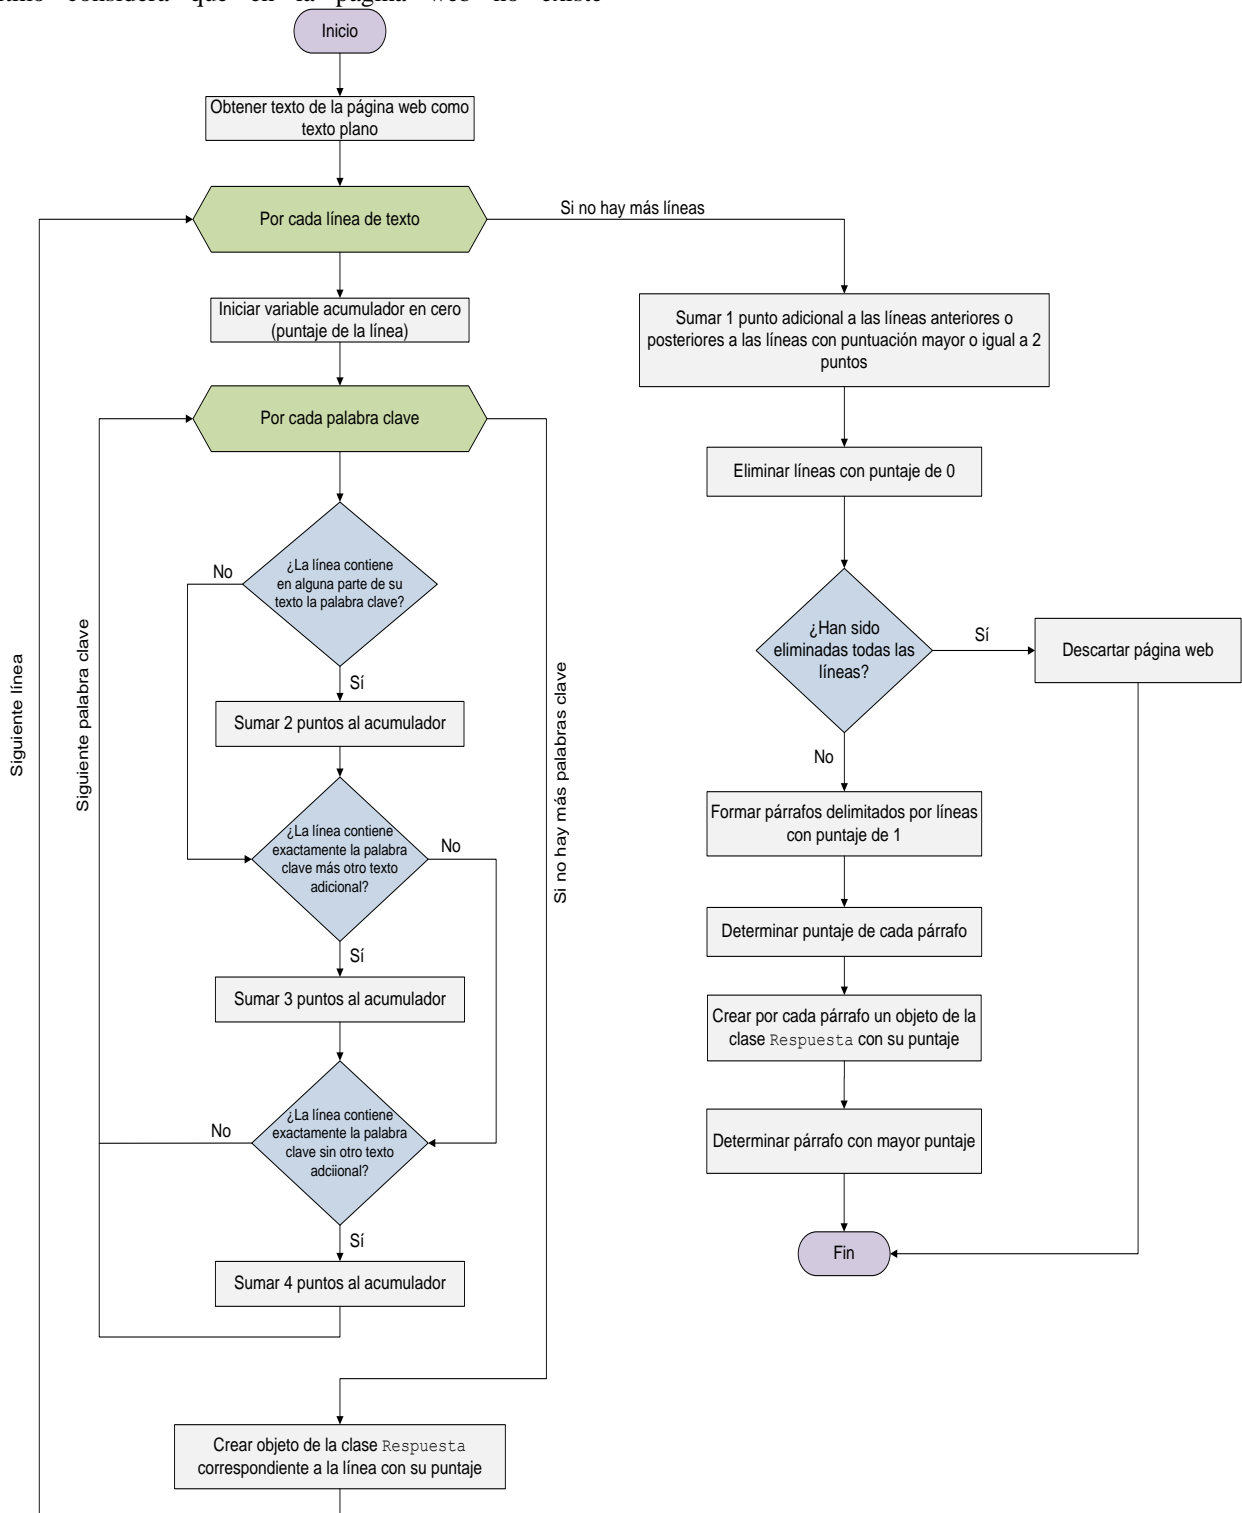 considera que en la página web no existe
Inicio
Obtener texto de la página web como
texto plano
Por cada línea de texto
Si no hay más líneas
Iniciar variable acumulador en cero
(puntaje de la línea)
Por cada palabra clave
¿La línea contiene
en alguna parte de su
texto la palabra clave?
No
Sí
Sumar 2 puntos al acumulador
¿La línea contiene
exactamente la palabra
clave más otro texto
adicional?
No
Sí
Sumar 3 puntos al acumulador
¿La línea contiene
exactamente la palabra
clave sin otro texto
adciional?
No
Sí
Sumar 4 puntos al acumulador
Siguiente línea
Siguiente palabra clave
Si no hay más palabras clave
Crear objeto de la clase Respuesta
correspondiente a la línea con su puntaje
Sumar 1 punto adicional a las líneas anteriores o
posteriores a las líneas con puntuación mayor o igual a 2
puntos
Eliminar líneas con puntaje de 0
¿Han sido
eliminadas todas las
líneas?
Sí
Descartar página web
No
Formar párrafos delimitados por líneas
con puntaje de 1
Determinar puntaje de cada párrafo
Crear por cada párrafo un objeto de la
clase Respuesta con su puntaje
Determinar párrafo con mayor puntaje
Fin